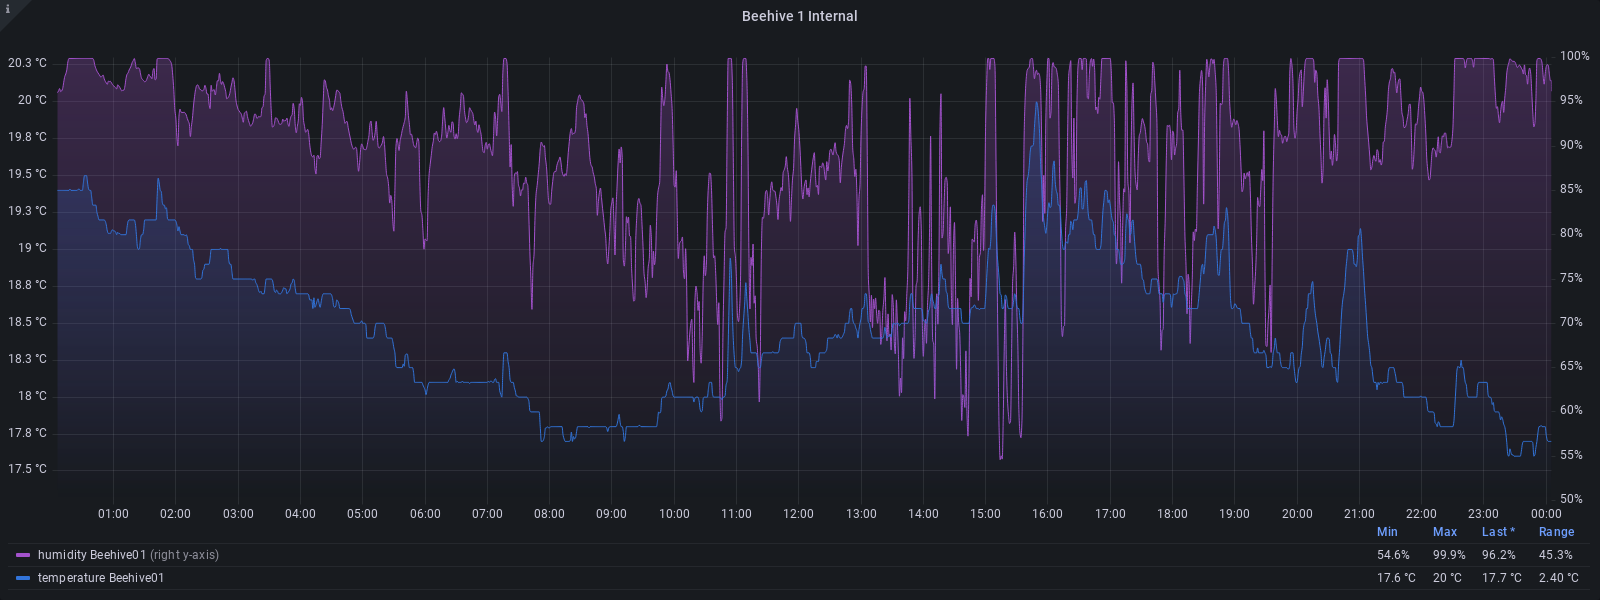 i
Beehive 1 Internal
20.3 °C
20 °C
19.8 °C
19.5 °C
19.3 °C
19 °C
18.8 °C
18.5 °C
18.3 °C
18 °C
17.8 °C
17.5 °C
100%
95%
90%
85%
80%
75%
70%
65%
60%
55%
50%
01:00 02:00 03:00 04:00 05:00 06:00 07:00 08:00 09:00 10:00 11:00 12:00 13:00 14:00 15:00 16:00 17:00 18:00 19:00 20:00 21:00 22:00 23:00 00:00
Min Max Last * Range
humidity Beehive01 (right y-axis) 54.6% 99.9% 96.2% 45.3%
temperature Beehive01 17.6 °C 20 °C 17.7 °C 2.40 °C